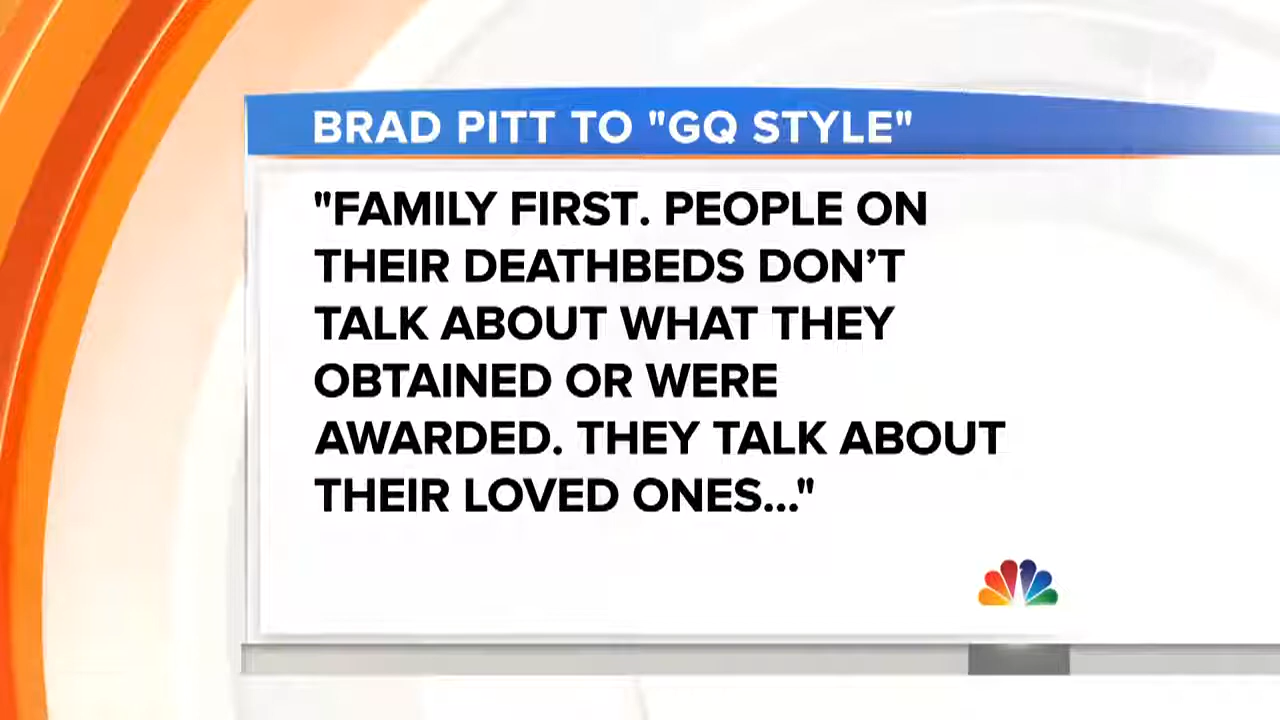 BRAD PITT TO "GQ STYLE"
"FAMILY FIRST. PEOPLE ON
THEIR DEATHBEDS DON’T
TALK ABOUT WHAT THEY
OBTAINED OR WERE
AWARDED. THEY TALK ABOUT
THEIR LOVED ONES..."